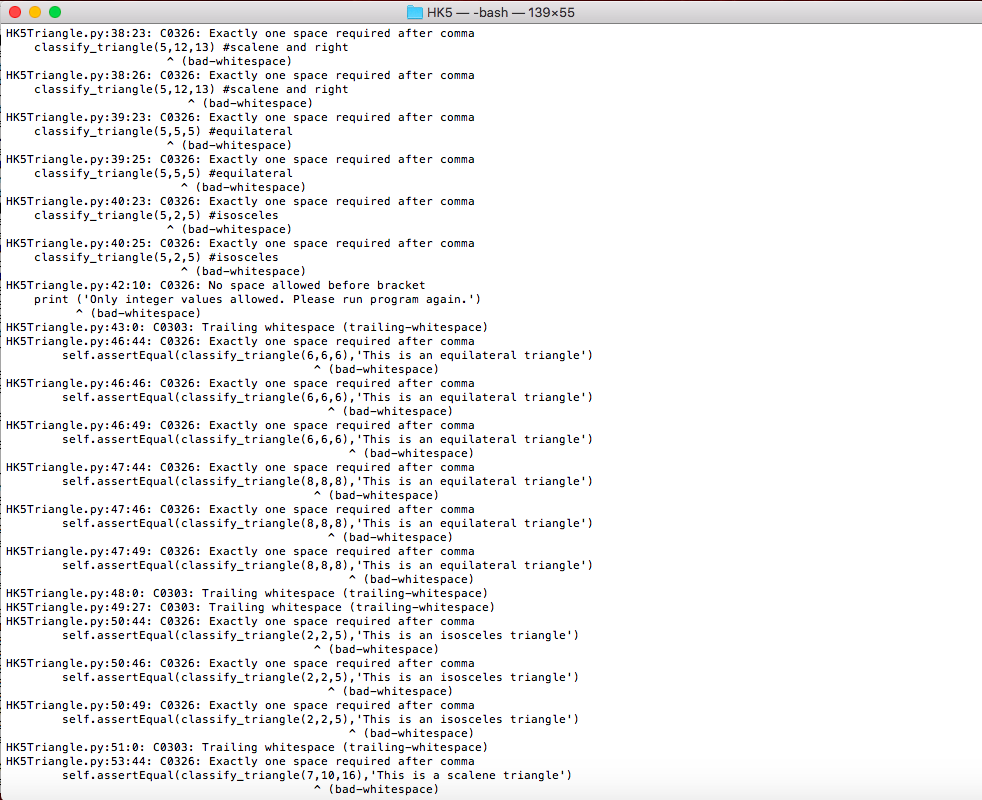 HK5 — -bash — 139×55
HK5Triangle.py:38:23: C0326: Exactly one space required after comma
    classify_triangle(5,12,13) #scalene and right
                       ^ (bad-whitespace)
HK5Triangle.py:38:26: C0326: Exactly one space required after comma
    classify_triangle(5,12,13) #scalene and right
                          ^ (bad-whitespace)
HK5Triangle.py:39:23: C0326: Exactly one space required after comma
    classify_triangle(5,5,5) #equilateral
                       ^ (bad-whitespace)
HK5Triangle.py:39:25: C0326: Exactly one space required after comma
    classify_triangle(5,5,5) #equilateral
                         ^ (bad-whitespace)
HK5Triangle.py:40:23: C0326: Exactly one space required after comma
    classify_triangle(5,2,5) #isosceles
                       ^ (bad-whitespace)
HK5Triangle.py:40:25: C0326: Exactly one space required after comma
    classify_triangle(5,2,5) #isosceles
                         ^ (bad-whitespace)
HK5Triangle.py:42:10: C0326: No space allowed before bracket
    print ('Only integer values allowed. Please run program again.')
          ^ (bad-whitespace)
HK5Triangle.py:43:0: C0303: Trailing whitespace (trailing-whitespace)
HK5Triangle.py:46:44: C0326: Exactly one space required after comma
        self.assertEqual(classify_triangle(6,6,6),'This is an equilateral triangle')
                                            ^ (bad-whitespace)
HK5Triangle.py:46:46: C0326: Exactly one space required after comma
        self.assertEqual(classify_triangle(6,6,6),'This is an equilateral triangle')
                                              ^ (bad-whitespace)
HK5Triangle.py:46:49: C0326: Exactly one space required after comma
        self.assertEqual(classify_triangle(6,6,6),'This is an equilateral triangle')
                                                 ^ (bad-whitespace)
HK5Triangle.py:47:44: C0326: Exactly one space required after comma
        self.assertEqual(classify_triangle(8,8,8),'This is an equilateral triangle')
                                            ^ (bad-whitespace)
HK5Triangle.py:47:46: C0326: Exactly one space required after comma
        self.assertEqual(classify_triangle(8,8,8),'This is an equilateral triangle')
                                              ^ (bad-whitespace)
HK5Triangle.py:47:49: C0326: Exactly one space required after comma
        self.assertEqual(classify_triangle(8,8,8),'This is an equilateral triangle')
                                                 ^ (bad-whitespace)
HK5Triangle.py:48:0: C0303: Trailing whitespace (trailing-whitespace)
HK5Triangle.py:49:27: C0303: Trailing whitespace (trailing-whitespace)
HK5Triangle.py:50:44: C0326: Exactly one space required after comma
        self.assertEqual(classify_triangle(2,2,5),'This is an isosceles triangle')
                                            ^ (bad-whitespace)
HK5Triangle.py:50:46: C0326: Exactly one space required after comma
        self.assertEqual(classify_triangle(2,2,5),'This is an isosceles triangle')
                                              ^ (bad-whitespace)
HK5Triangle.py:50:49: C0326: Exactly one space required after comma
        self.assertEqual(classify_triangle(2,2,5),'This is an isosceles triangle')
                                                 ^ (bad-whitespace)
HK5Triangle.py:51:0: C0303: Trailing whitespace (trailing-whitespace)
HK5Triangle.py:53:44: C0326: Exactly one space required after comma
        self.assertEqual(classify_triangle(7,10,16),'This is a scalene triangle')
                                            ^ (bad-whitespace)